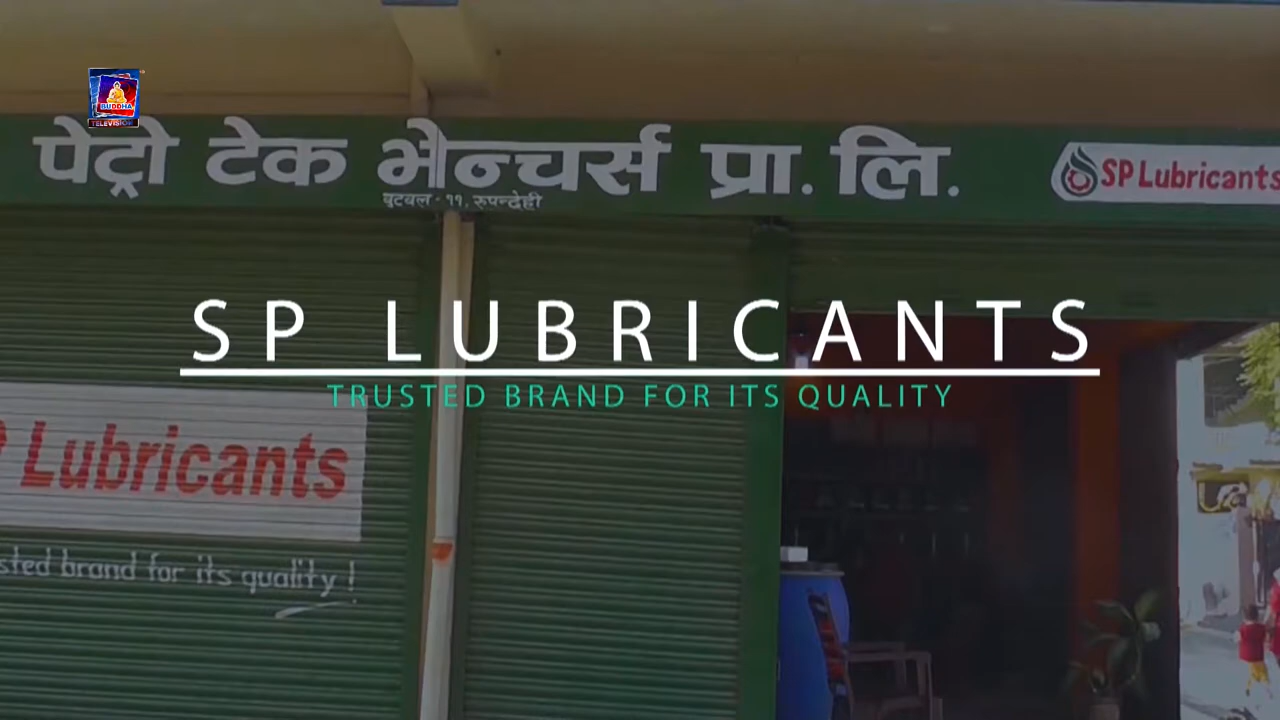 BUDDHA
TELEVISION
पेट्रो टेक भेन्चर्स प्रा. लि.
बुटवल - ११, रुपन्देही
SP Lubricants
SP LUBRICANTS
TRUSTED BRAND FOR ITS QUALITY
Lubricants
brand for its quality !